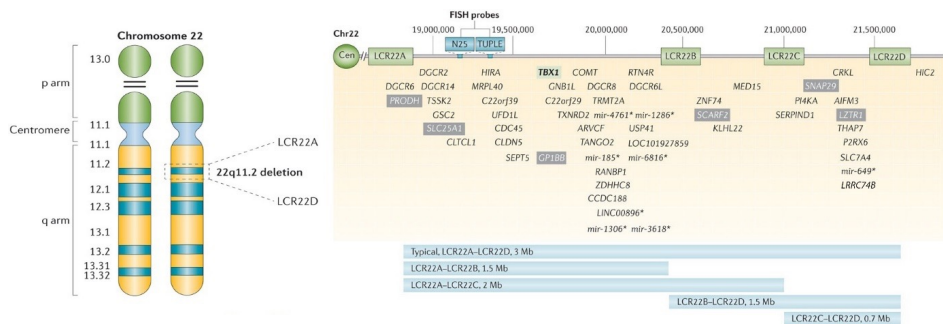 Chromosome 22
p arm
13.0
Centromere
11.1
11.1
11.2
12.1
12.3
q arm
13.1
13.2
13.31
13.32
LCR22A
22q11.2 deletion
LCR22D
FISH probes
Chr22
19,000,000
19,500,000
20,000,000
20,500,000
21,000,000
21,500,000
N25
TUPLE
Cen
LCR22A
LCR22B
LCR22C
LCR22D
DGCR2 HIRA TBX1 COMT RTN4R CRKL HIC2
DGCR6 DGCR14 MRPL40 GNB1L DGCR8 DGCR6L MED15 SNAP29
PRODH TSSK2 C22orf39 C22orf29 TRMT2A ZNF74 PI4KA AIFM3
GSC2 UFD1L TXNRD2 mir-4761* mir-1286* SCARF2 SERPIND1 LZTR1
SLC25A1 CDC45 ARVCF USP41 KLHL22 THAP7
CLTCL1 CLDN5 TANGO2 LOC101927859 P2RX6
SEPT5 GP1BB mir-185* mir-6816* SLC7A4
RANBP1 mir-649*
ZDHHC8 LRRC74B
CCDC188
LINC00896*
mir-1306* mir-3618*
Typical, LCR22A–LCR22D, 3 Mb
LCR22A–LCR22B, 1.5 Mb
LCR22A–LCR22C, 2 Mb
LCR22B–LCR22D, 1.5 Mb
LCR22C–LCR22D, 0.7 Mb